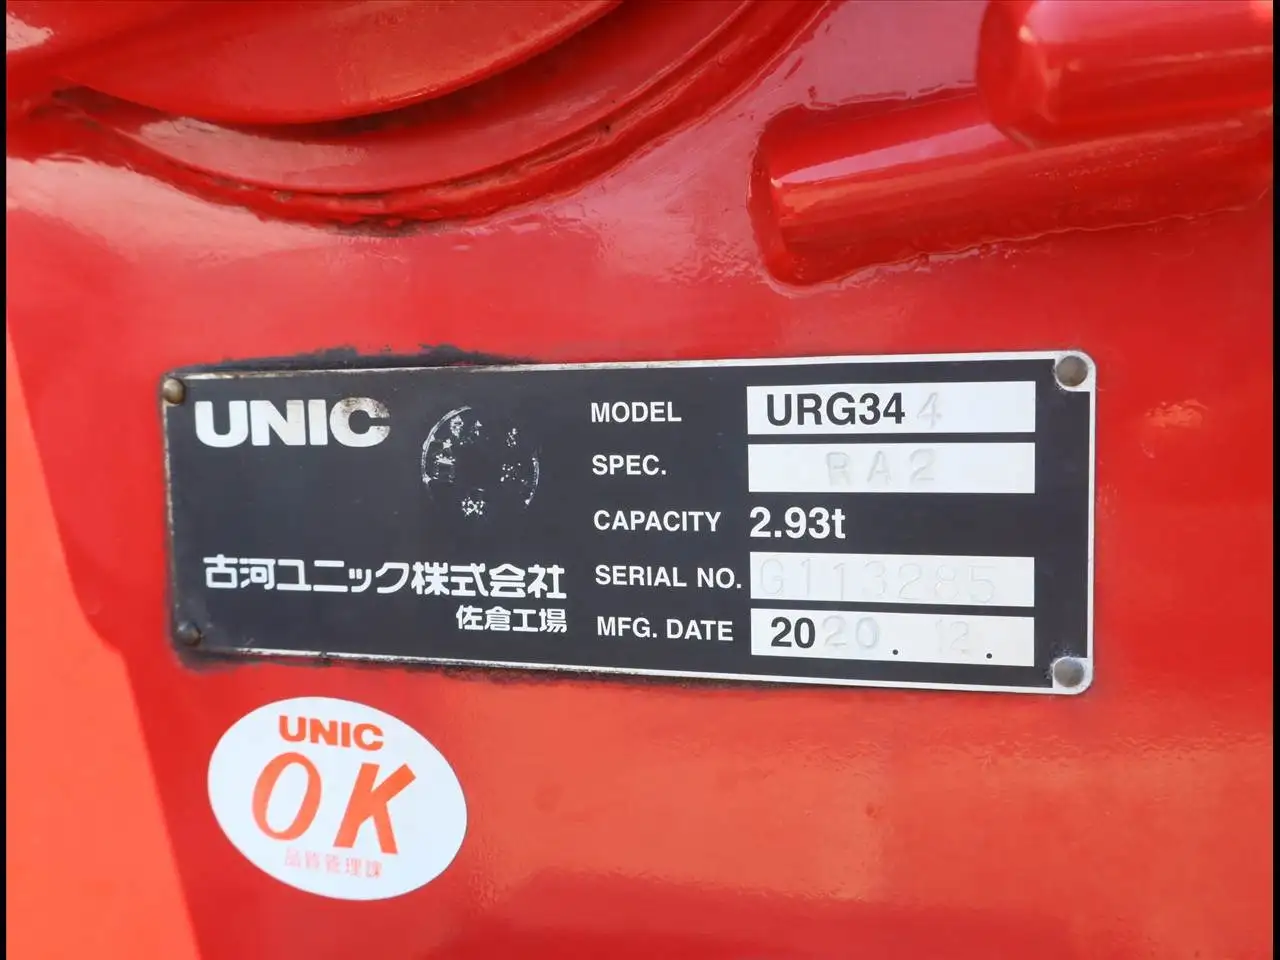 UNIC
MODEL URG344
SPEC. RA2
CAPACITY 2.93t
SERIAL NO. G113285
MFG. DATE 2020.12.
古河ユニック株式会社
佐倉工場
UNIC
OK
品質管理課